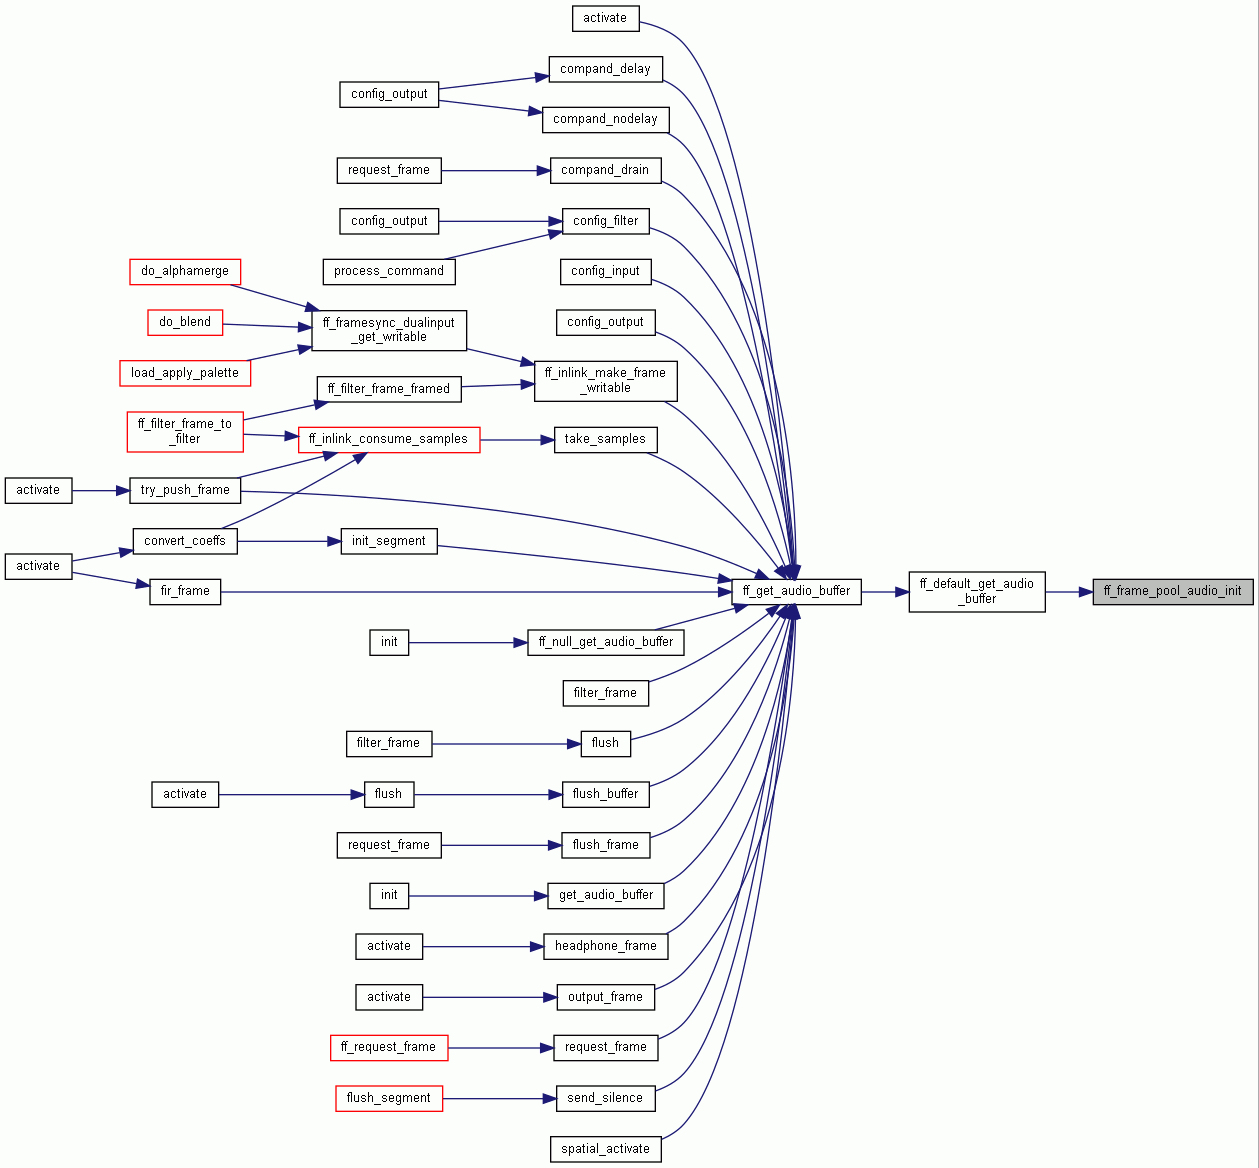 activate
compand_delay
config_output
compand_nodelay
request_frame
compand_drain
config_output
config_filter
process_command
config_input
do_alphamerge
do_blend
ff_framesync_dualinput
_get_writable
config_output
load_apply_palette
ff_filter_frame_framed
ff_inlink_make_frame
_writable
ff_filter_frame_to
_filter
ff_inlink_consume_samples
take_samples
activate
try_push_frame
convert_coeffs
init_segment
activate
fir_frame
ff_get_audio_buffer
ff_default_get_audio
_buffer
ff_frame_pool_audio_init
init
ff_null_get_audio_buffer
filter_frame
filter_frame
flush
activate
flush
flush_buffer
request_frame
flush_frame
init
get_audio_buffer
activate
headphone_frame
activate
output_frame
ff_request_frame
request_frame
flush_segment
send_silence
spatial_activate